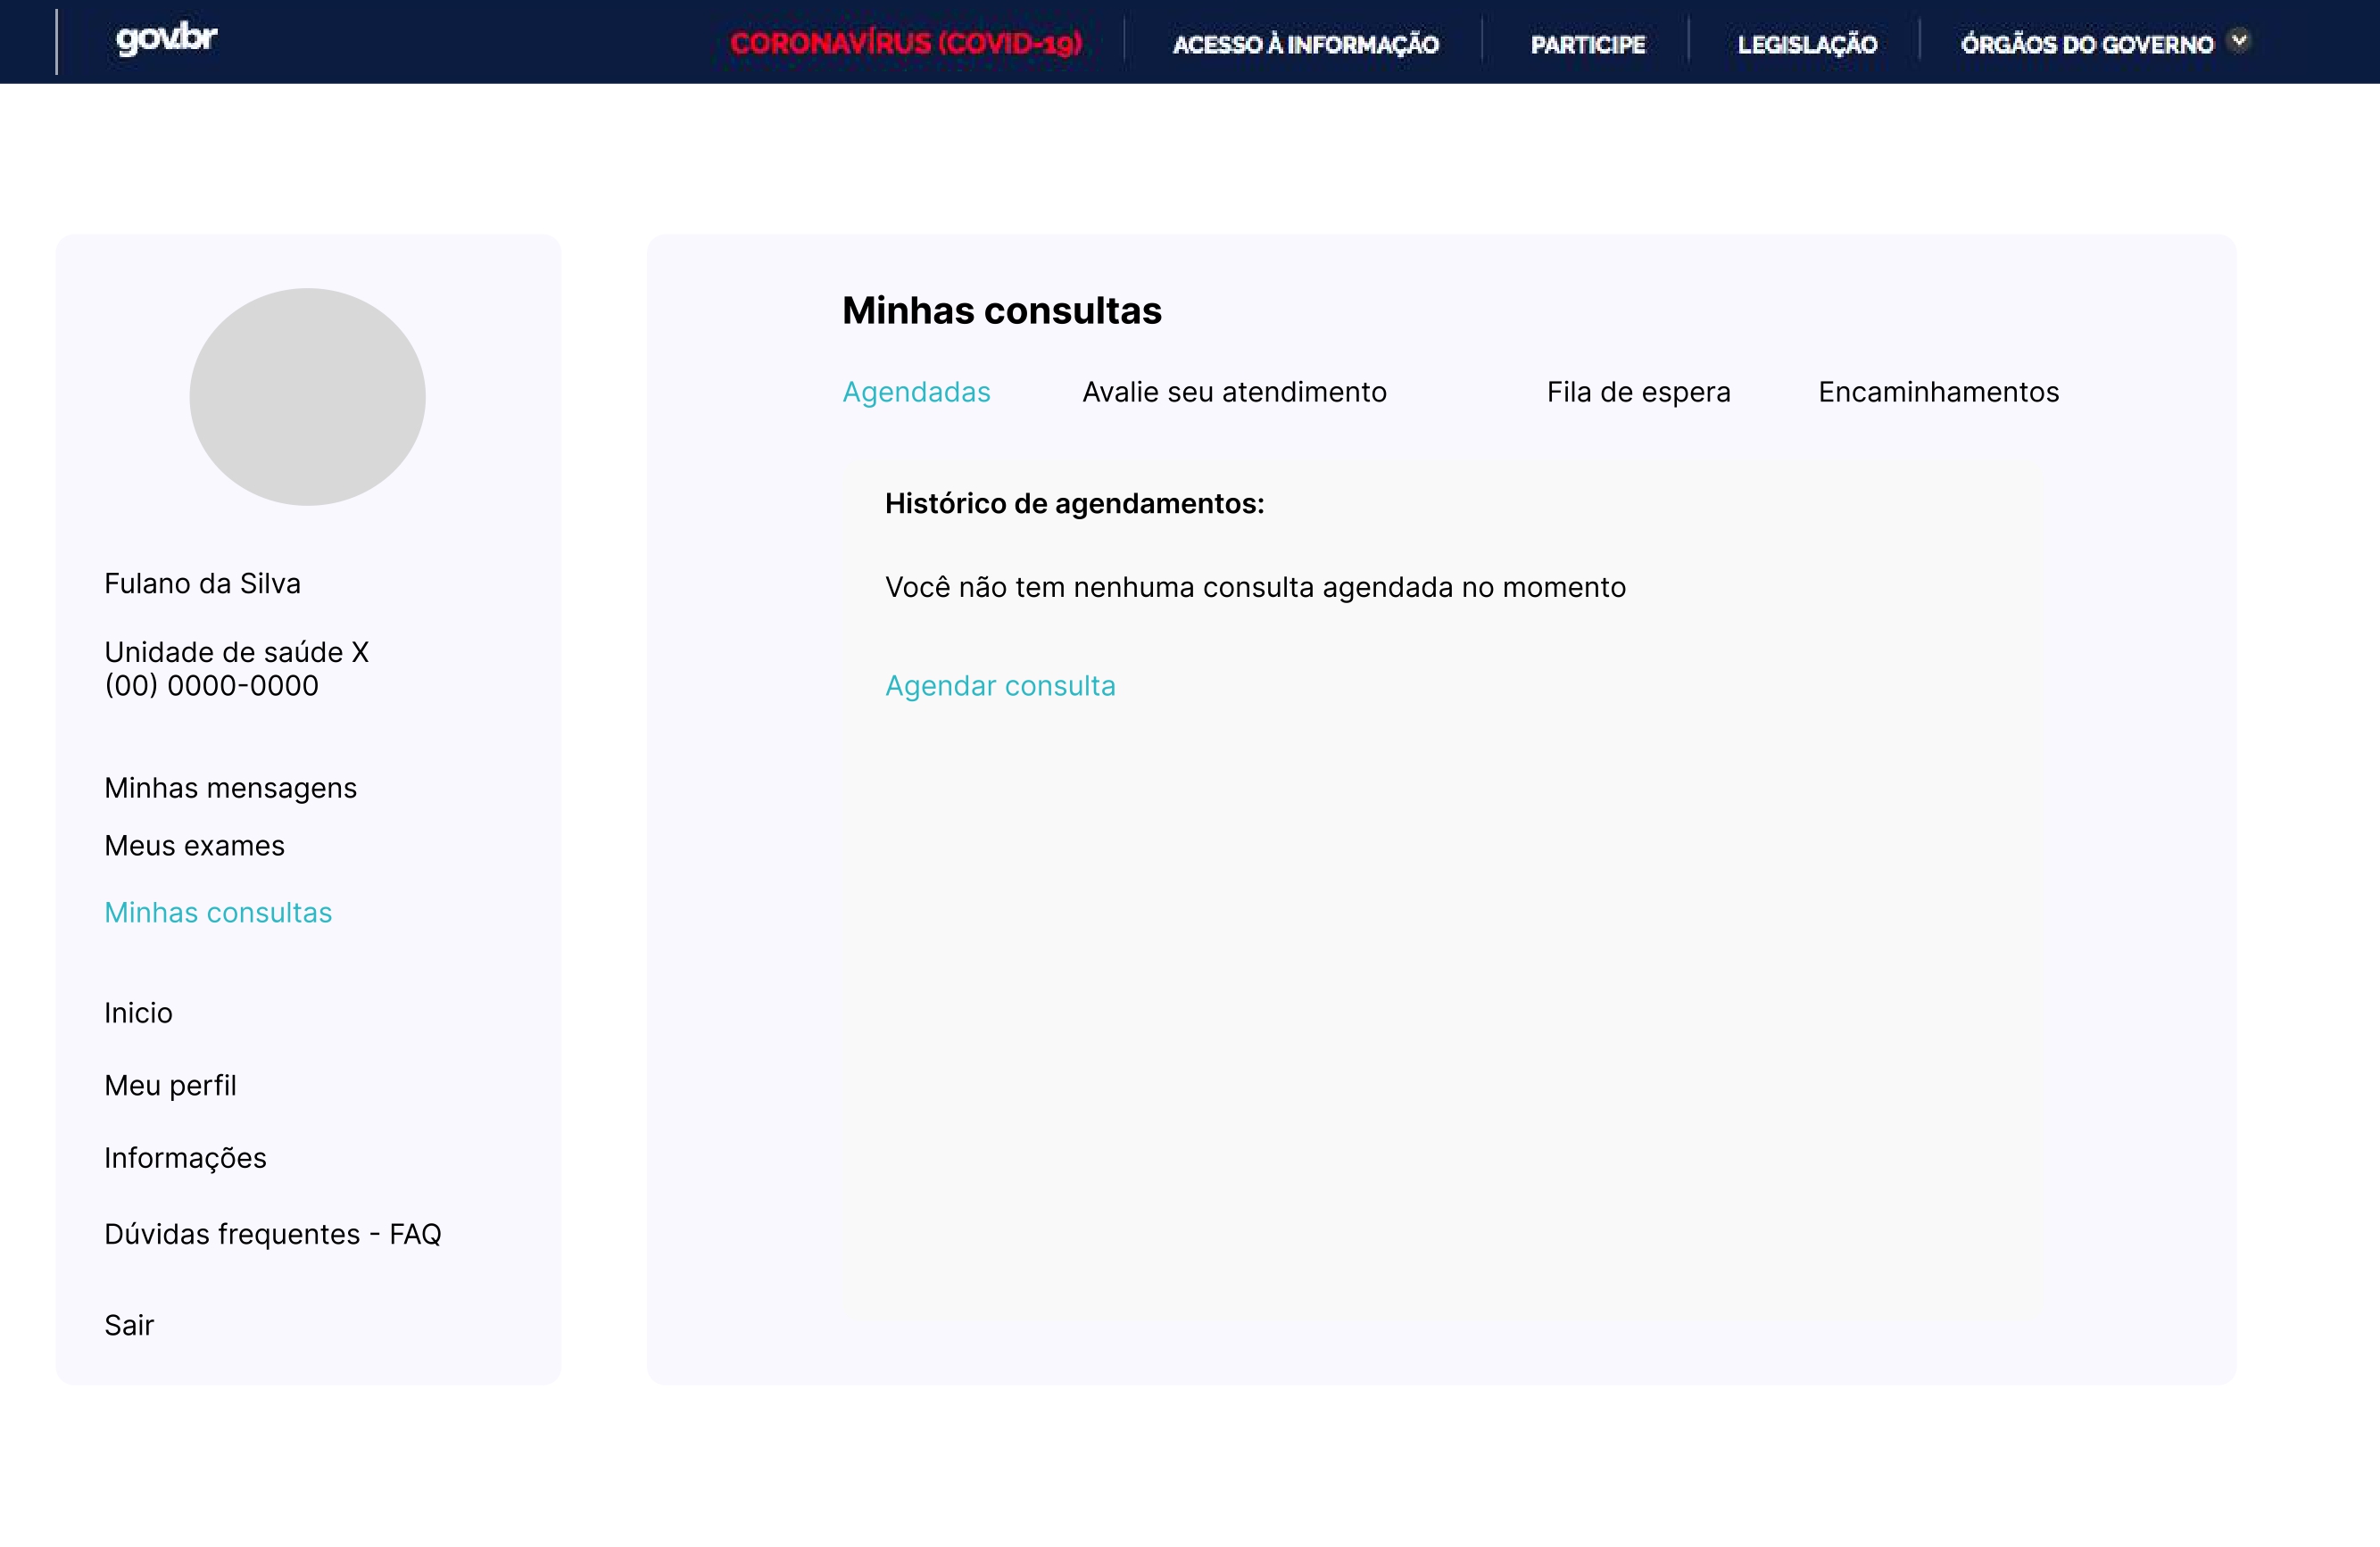 gov.br
CORONAVÍRUS (COVID-19)
ACESSO À INFORMAÇÃO
PARTICIPE
LEGISLAÇÃO
ÓRGÃOS DO GOVERNO
Fulano da Silva
Unidade de saúde X
(00) 0000-0000
Minhas mensagens
Meus exames
Minhas consultas
Inicio
Meu perfil
Informações
Dúvidas frequentes - FAQ
Sair
Minhas consultas
Agendadas
Avalie seu atendimento
Fila de espera
Encaminhamentos
Histórico de agendamentos:
Você não tem nenhuma consulta agendada no momento
Agendar consulta